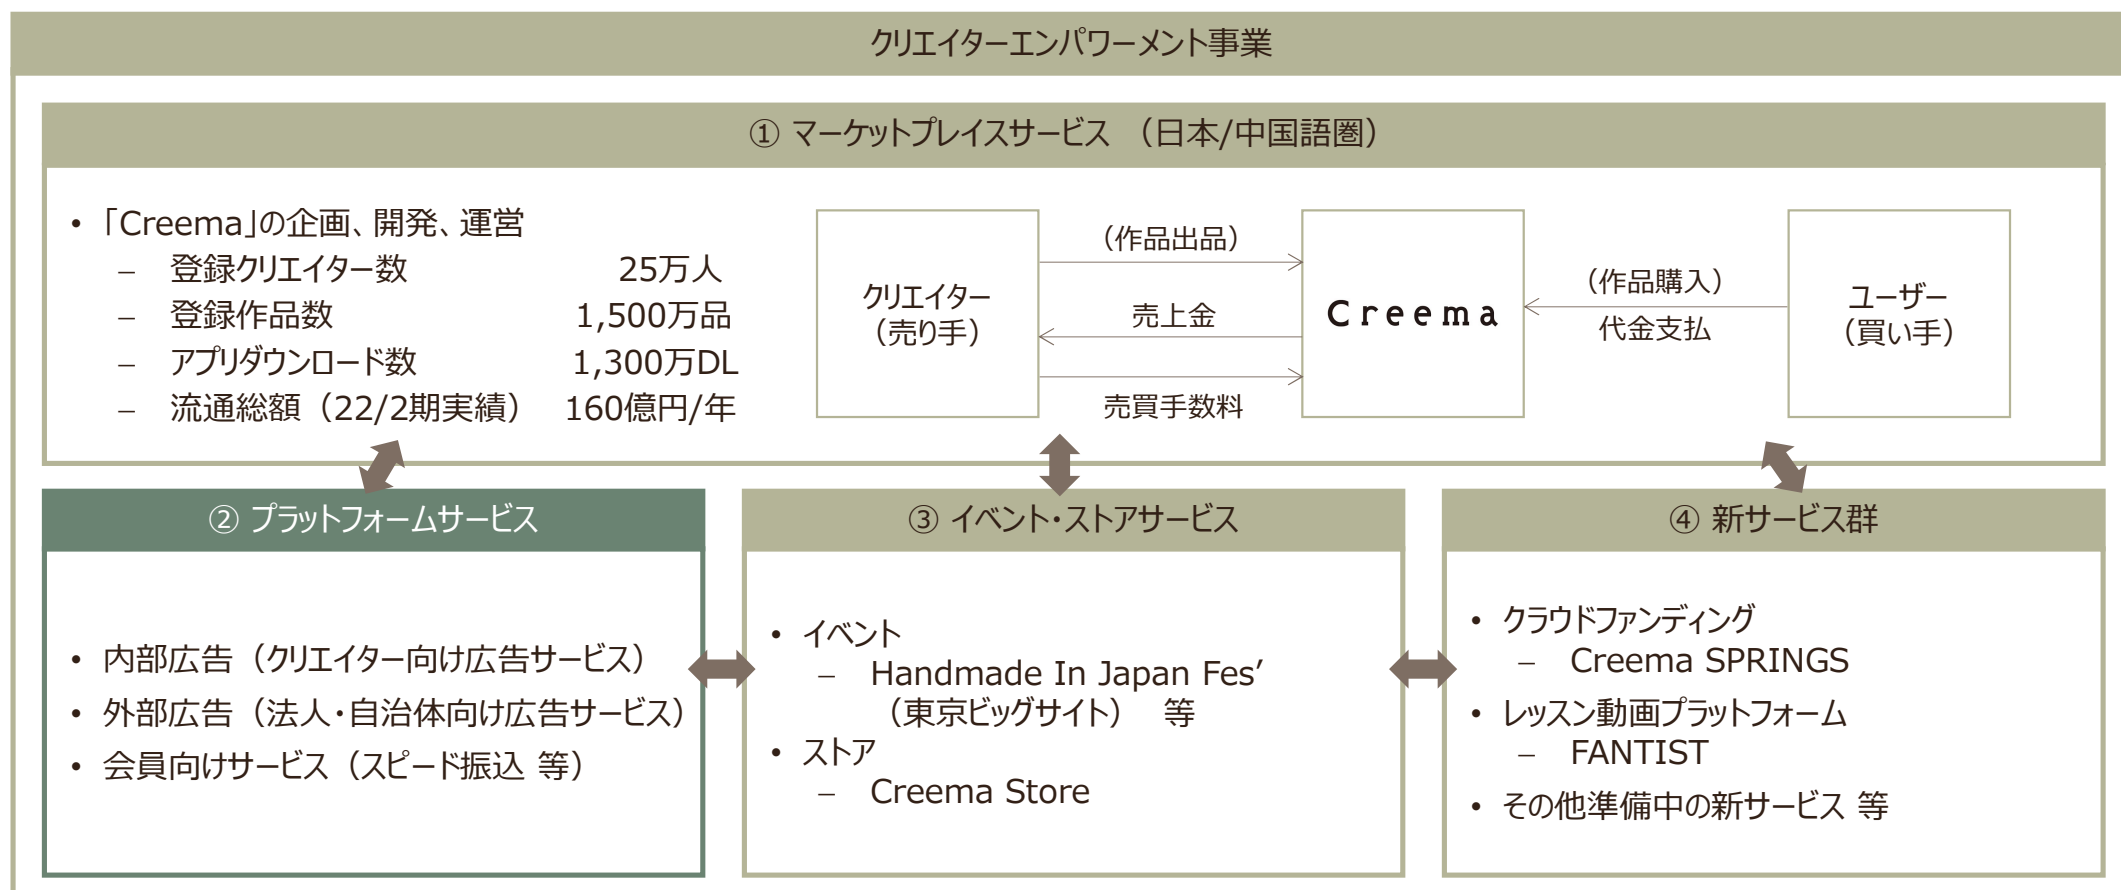 クリエイターエンパワーメント事業
① マーケットプレイスサービス （日本/中国語圏）
• 「Creema」の企画、開発、運営
– 登録クリエイター数 25万人
– 登録作品数 1,500万品
– アプリダウンロード数 1,300万DL
– 流通総額（22/2期実績） 160億円/年
クリエイター
（売り手）
（作品出品）
売上金
売買手数料
Creema
（作品購入）
代金支払
ユーザー
（買い手）
② プラットフォームサービス
• 内部広告（クリエイター向け広告サービス）
• 外部広告（法人・自治体向け広告サービス）
• 会員向けサービス（スピード振込 等）
③ イベント・ストアサービス
• イベント
– Handmade In Japan Fes’
（東京ビッグサイト） 等
• ストア
– Creema Store
④ 新サービス群
• クラウドファンディング
– Creema SPRINGS
• レッスン動画プラットフォーム
– FANTIST
• その他準備中の新サービス 等